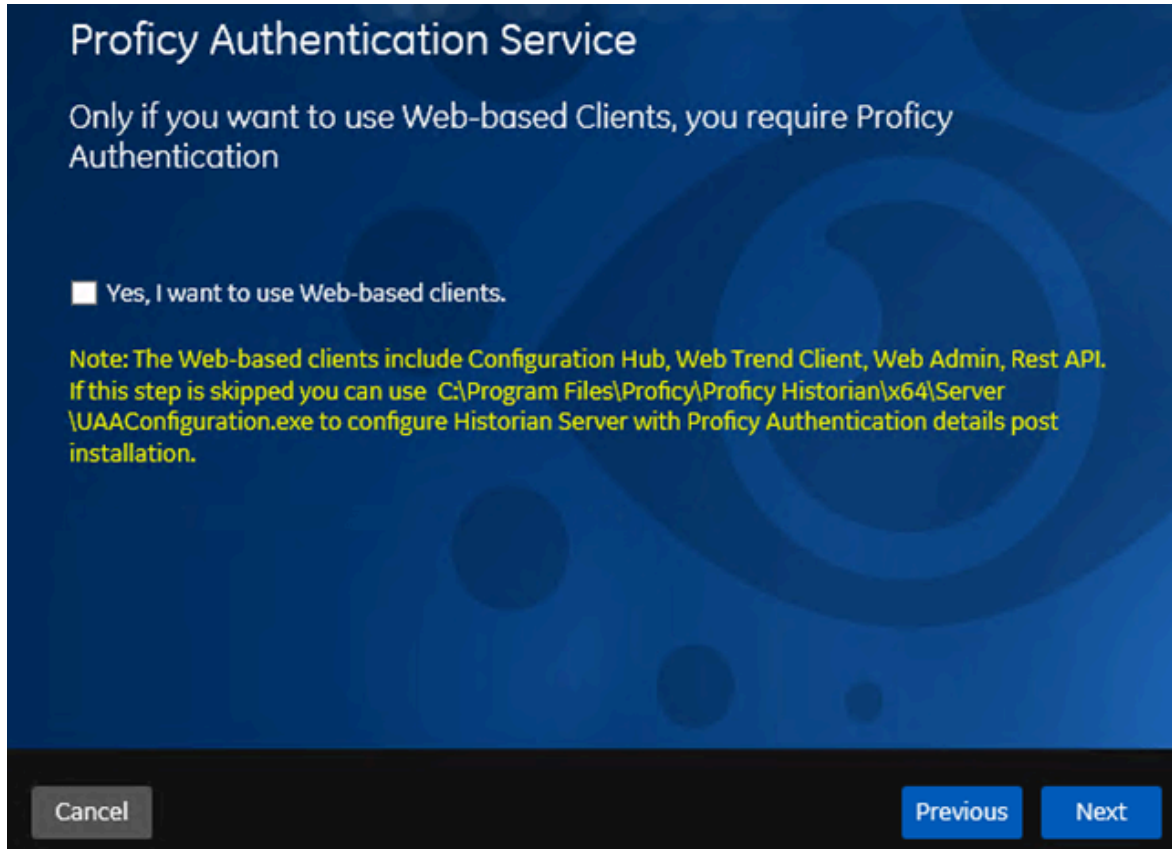 Proficy Authentication Service
Only if you want to use Web-based Clients, you require Proficy
Authentication
Yes, I want to use Web-based clients.
Note: The Web-based clients include Configuration Hub, Web Trend Client, Web Admin, Rest API.
If this step is skipped you can use  C:\Program Files\Proficy\Proficy Historian\x64\Server
\UAAConfiguration.exe to configure Historian Server with Proficy Authentication details post
installation.
Cancel
Previous
Next